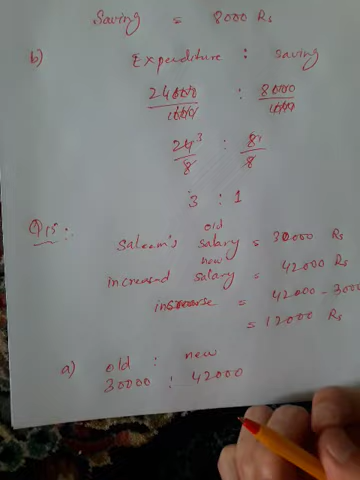 Saving = 8000 Rs
b) Expenditure : saving
24000/1000 : 8000/1000
24 3/8 : 8 1/8
3 : 1
Q15:.
old
Saleem's salary = 30000 Rs
new
increased salary = 42000 Rs
increase = 42000 - 3000
= 12000 Rs
a) old : new
30000 : 42000